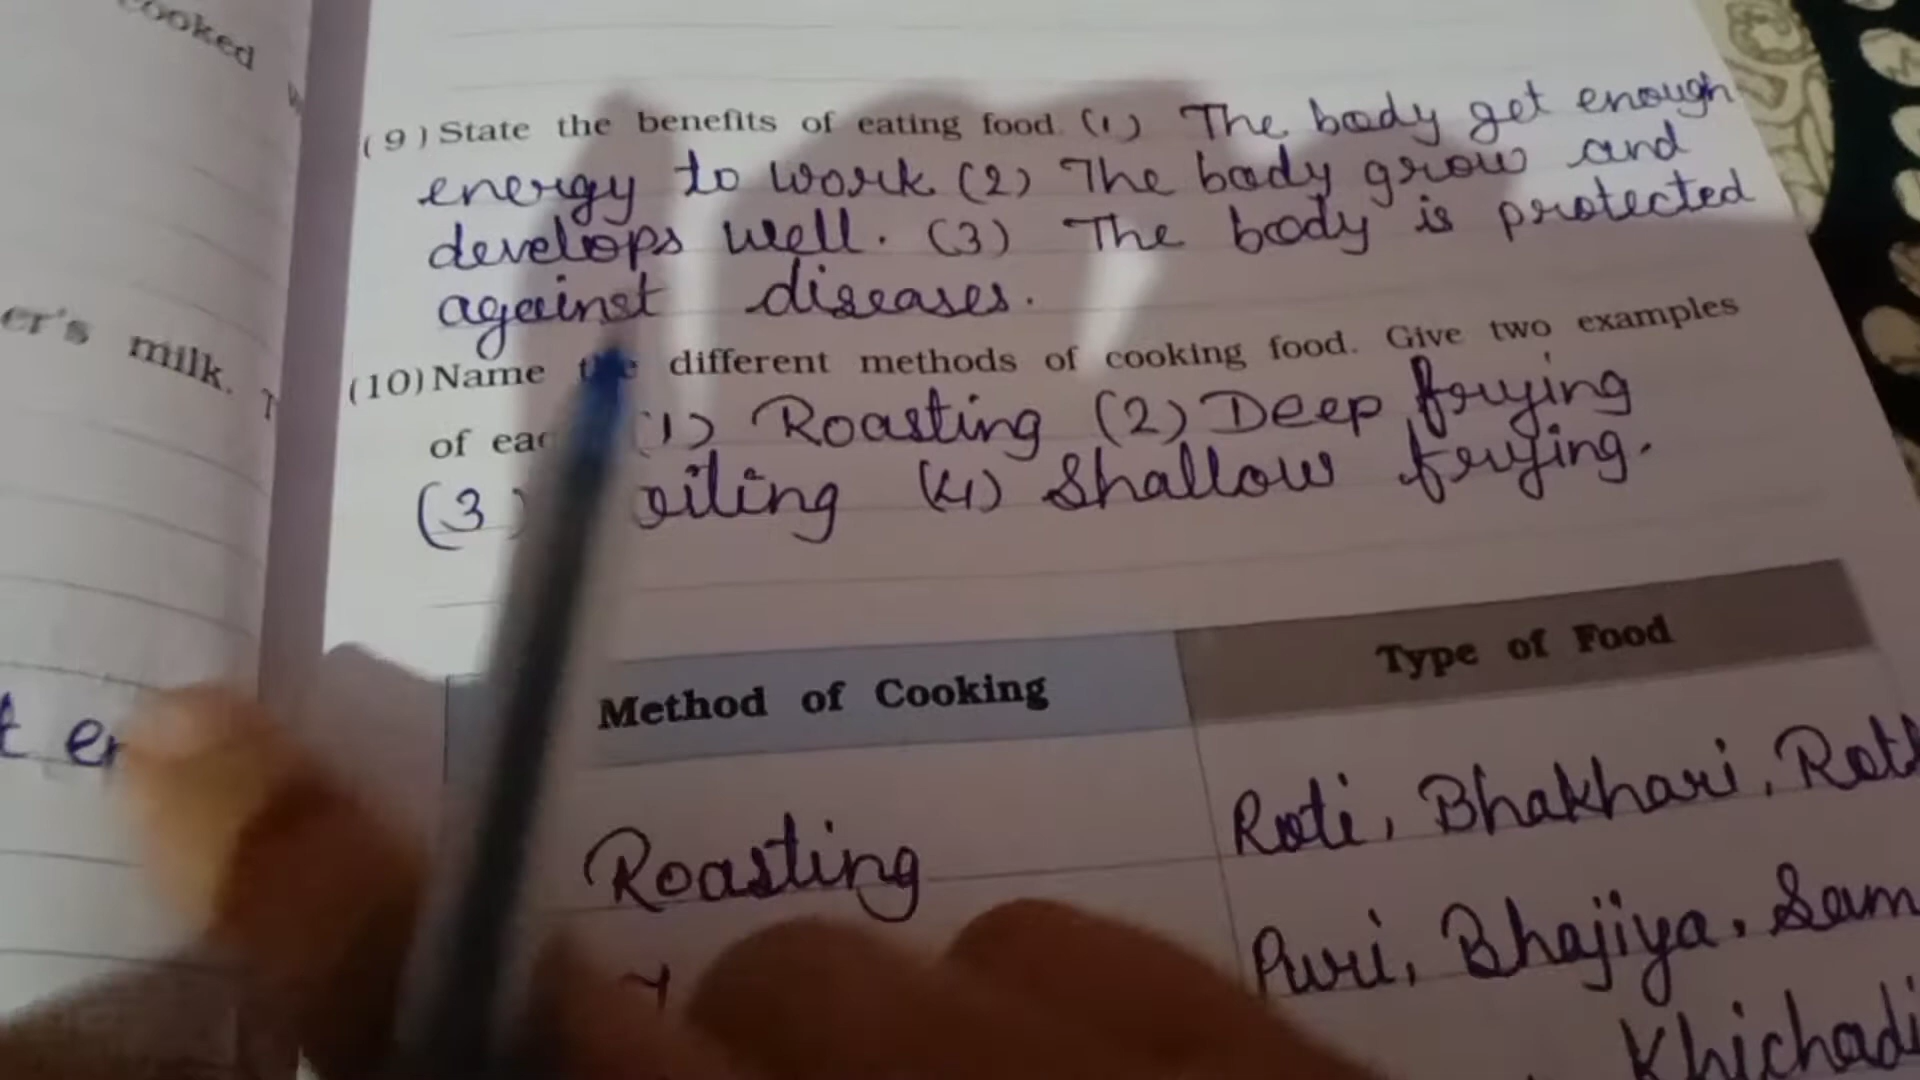 cooked
er's milk.
(9) State the benefits of eating food. (1) The body get enough
energy to work (2) The body grow and
develops well. (3) The body is protected
against diseases.
(10) Name the different methods of cooking food. Give two examples
of (1) Roasting (2) Deep frying
(3) (4) Shallow frying.
Method of Cooking Type of Food
Roasting Roti, Bhakhari,
Puri, Bhajiya,
Khichadi